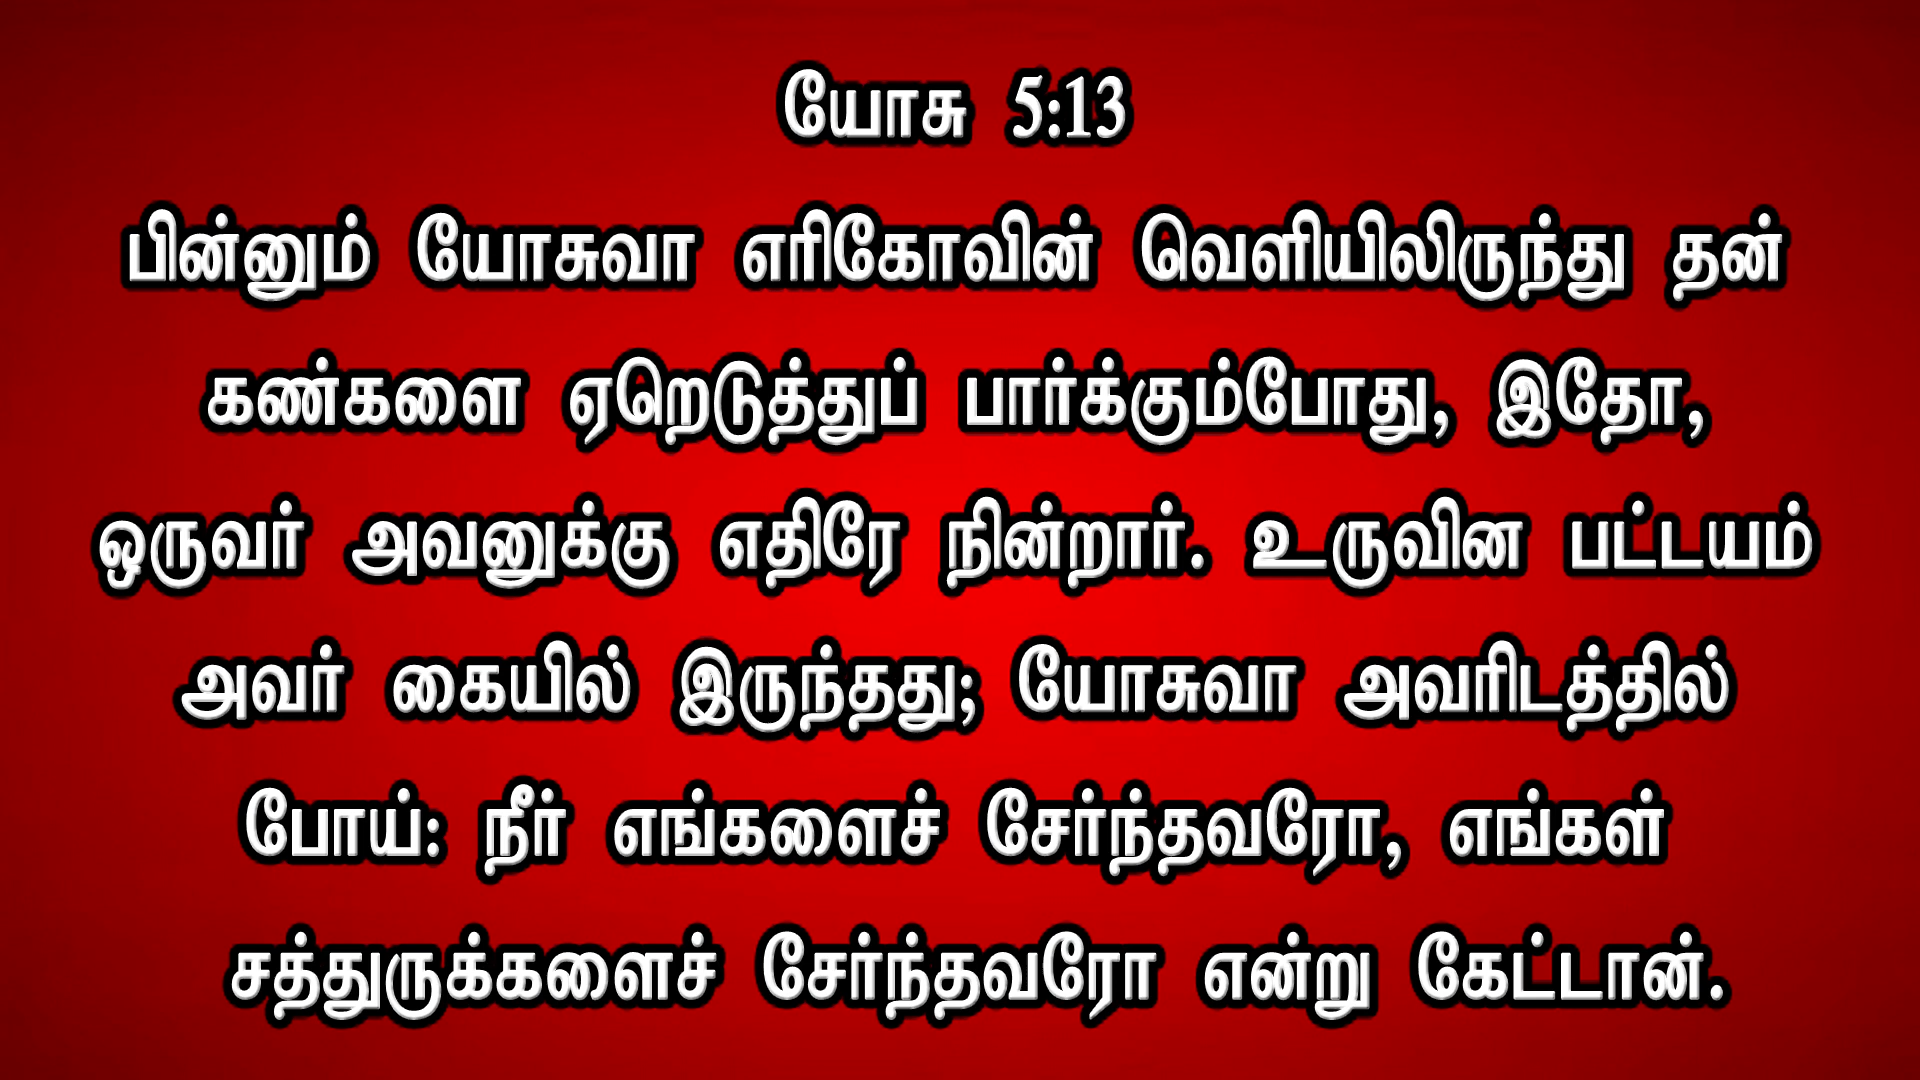 யோசு 5:13
பின்னும் யோசுவா எரிகோவின் வெளியிலிருந்து தன்
கண்களை ஏறெடுத்துப் பார்க்கும்போது, இதோ,
ஒருவர் அவனுக்கு எதிரே நின்றார். உருவின பட்டயம்
அவர் கையில் இருந்தது; யோசுவா அவரிடத்தில்
போய்: நீர் எங்களைச் சேர்ந்தவரோ, எங்கள்
சத்துருக்களைச் சேர்ந்தவரோ என்று கேட்டான்.